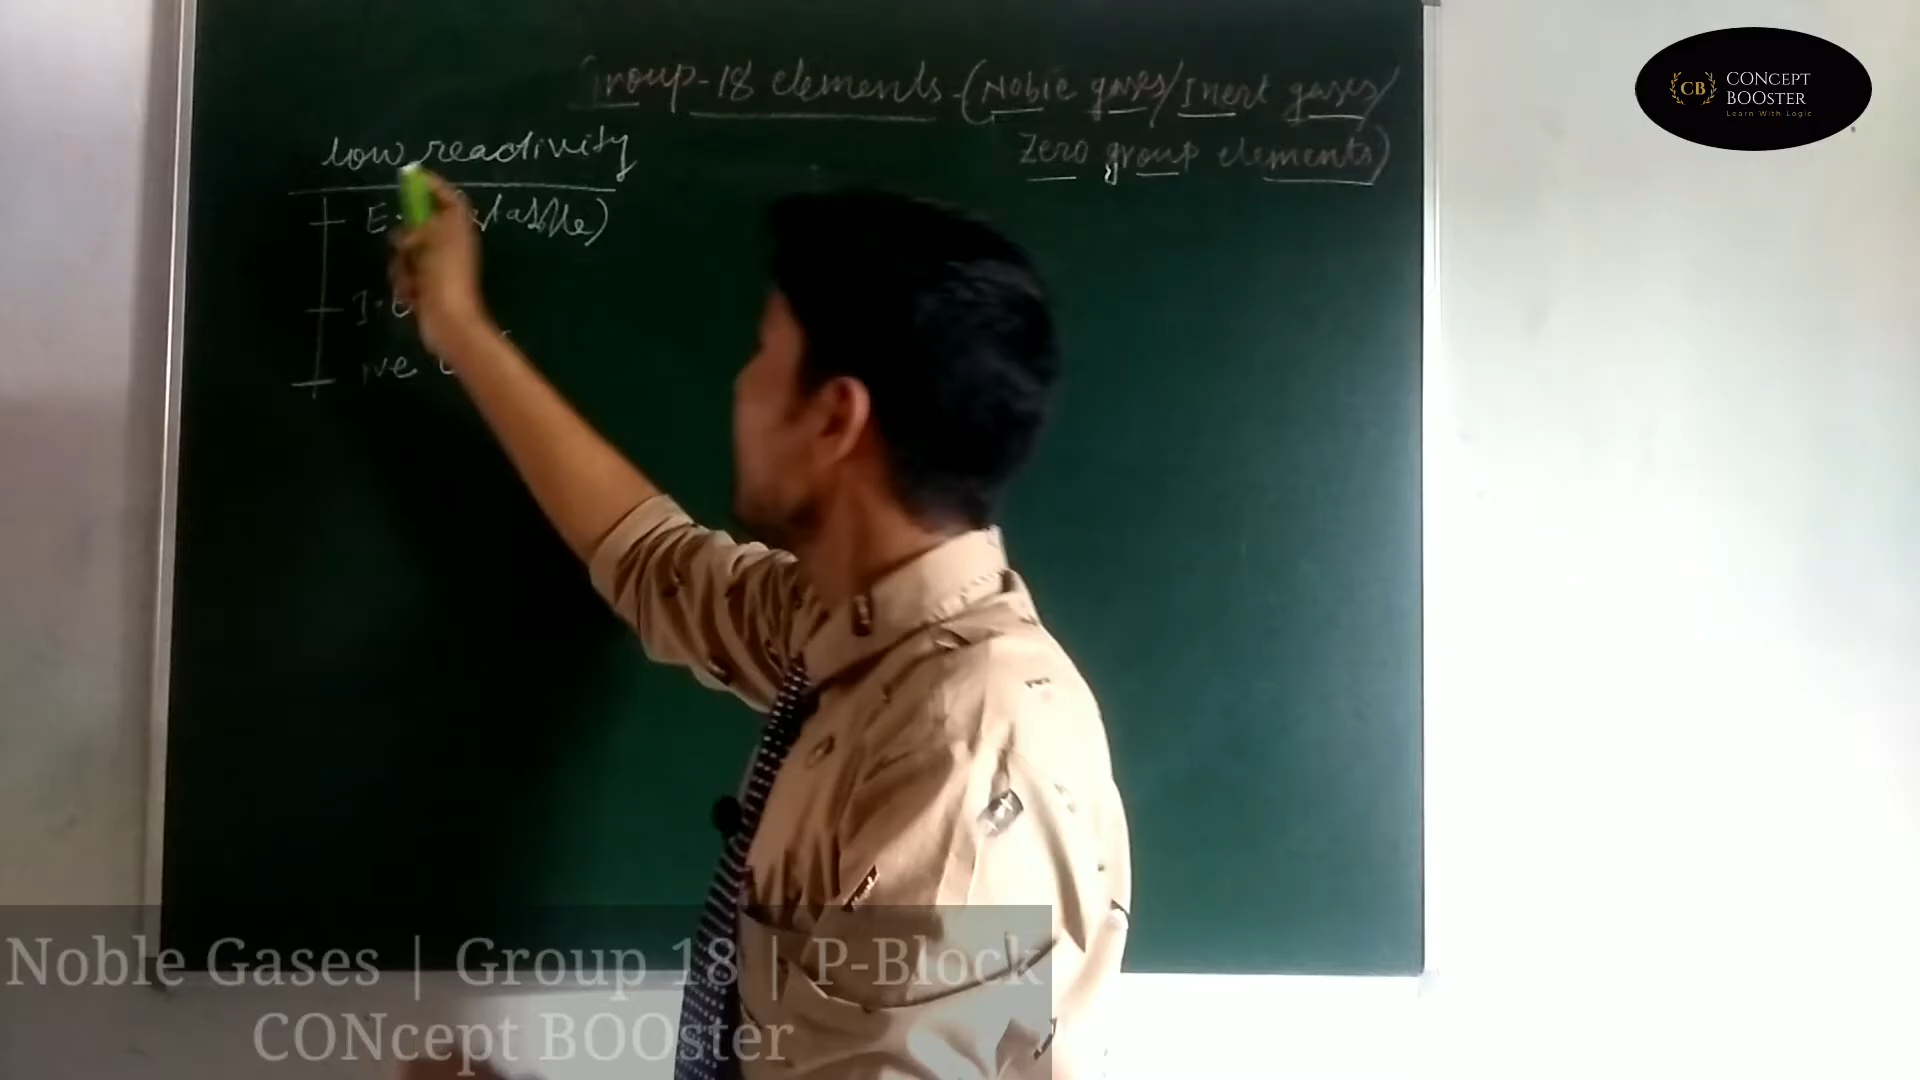 Group-18 elements-(Noble gases/Inert gases/
Zero group elements)
low reactivity
(stable)
+ve
CB
CONCEPT
BOOSTER
Learn With Logic
Noble Gases | Group 18 | P-Block
CONcept BOOster